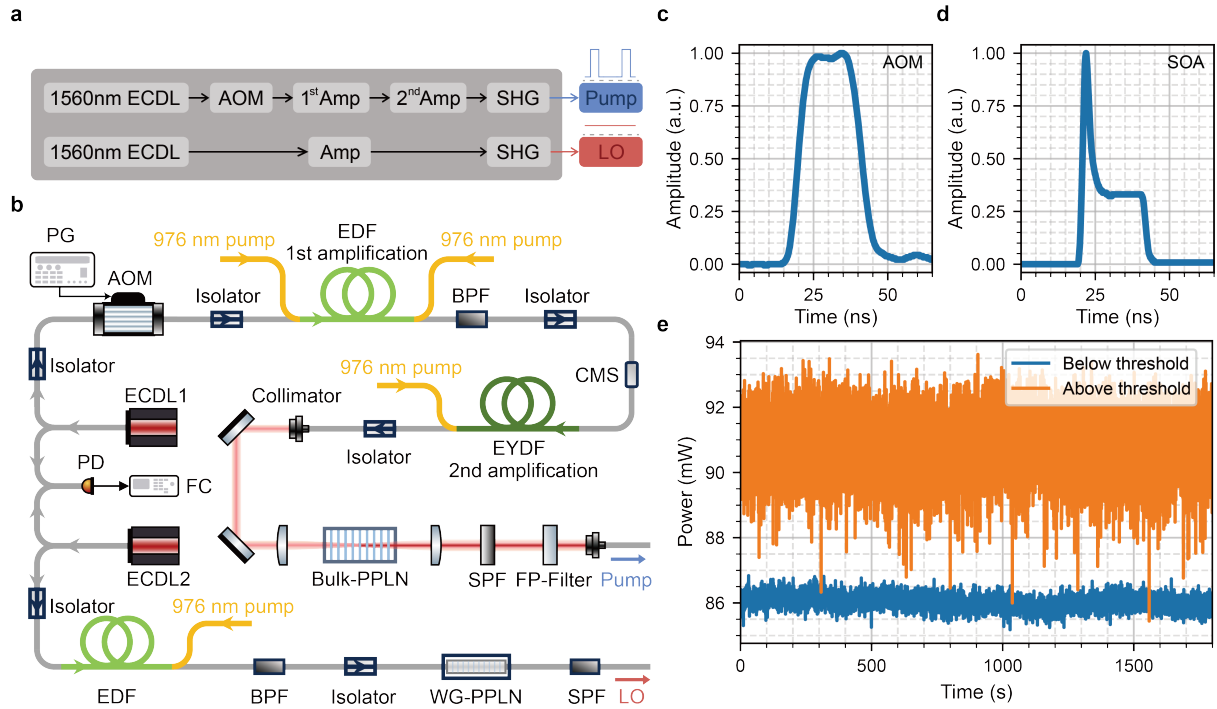 a
1560nm ECDL
AOM
1st Amp
2nd Amp
SHG
Pump
1560nm ECDL
Amp
SHG
LO
b
PG
AOM
Isolator
976 nm pump
EDF
1st amplification
976 nm pump
BPF
Isolator
Isolator
ECDL1
Collimator
976 nm pump
CMS
Isolator
EYDF
2nd amplification
PD
FC
ECDL2
Bulk-PPLN
SPF
FP-Filter
Pump
Isolator
976 nm pump
EDF
BPF
Isolator
WG-PPLN
SPF
LO
c
AOM
Amplitude (a.u.)
1.00
0.75
0.50
0.25
0.00
0
25
50
Time (ns)
d
SOA
Amplitude (a.u.)
1.00
0.75
0.50
0.25
0.00
0
25
50
Time (ns)
e
Below threshold
Above threshold
Power (mW)
94
92
90
88
86
0
500
1000
1500
Time (s)